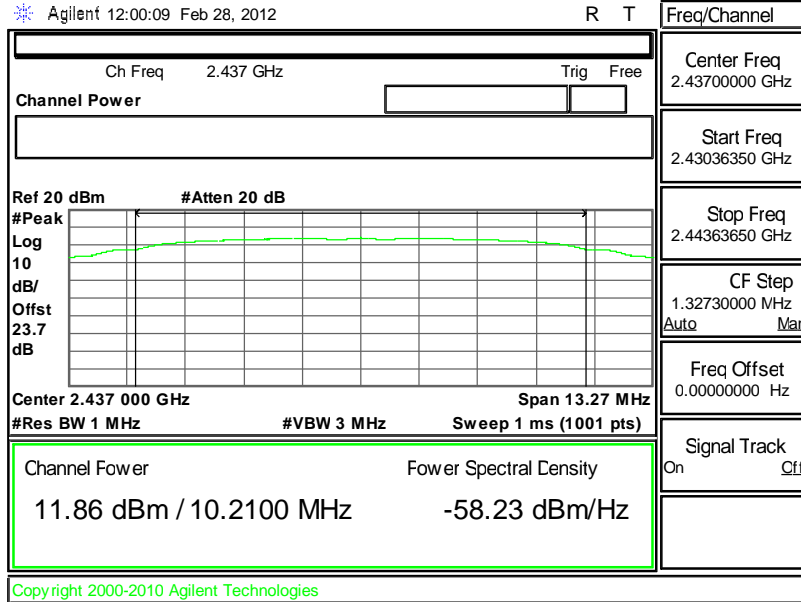 Agilent 12:00:09 Feb 28, 2012 R T
Freq/Channel
Ch Freq 2.437 GHz Trig Free
Channel Power
Center Freq
2.43700000 GHz
Start Freq
2.43036350 GHz
Stop Freq
2.44363650 GHz
CF Step
1.32730000 MHz
Auto Man
Freq Offset
0.00000000 Hz
Signal Track
On Off
Ref 20 dBm #Atten 20 dB
#Peak
Log
10
dB/
Offst
23.7
dB
Center 2.437 000 GHz Span 13.27 MHz
#Res BW 1 MHz #VBW 3 MHz Sweep 1 ms (1001 pts)
Channel Power Power Spectral Density
11.86 dBm / 10.2100 MHz -58.23 dBm/Hz
Copyright 2000-2010 Agilent Technologies